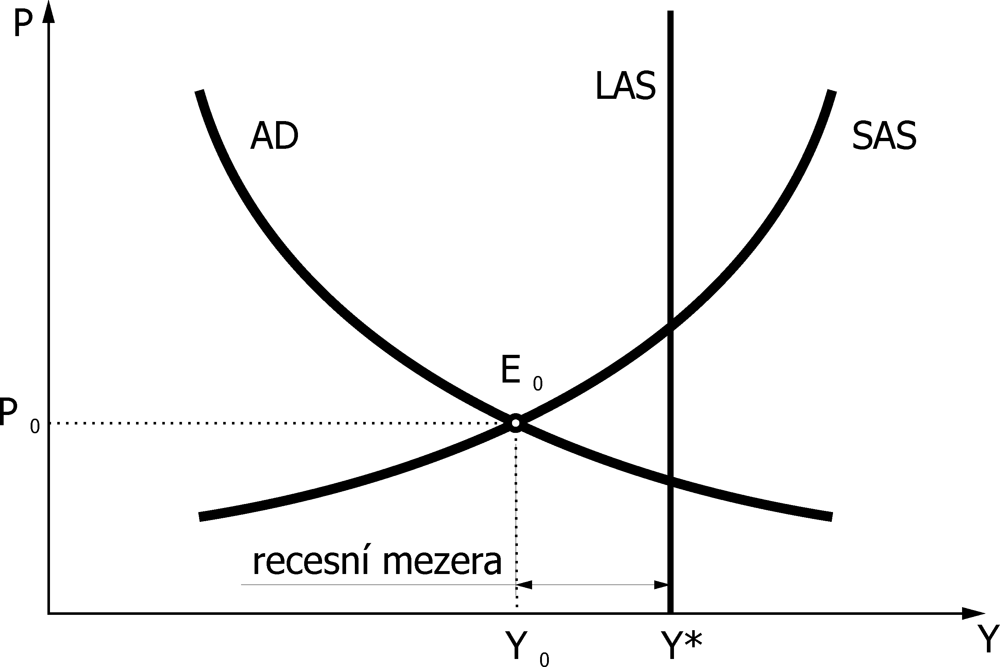 P
LAS
AD
SAS
E 0
P 0
recesní mezera
Y 0
Y*
Y